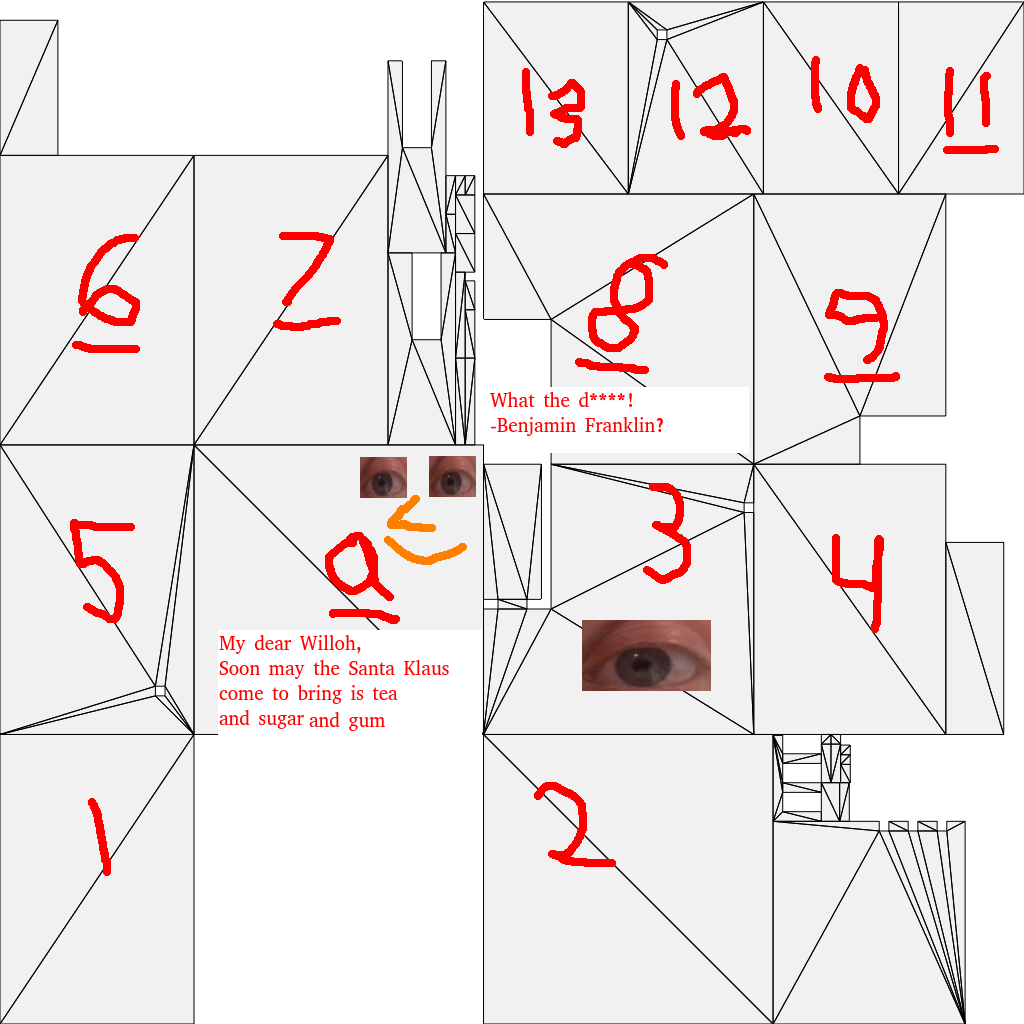 13 12 10 11
6 7 8 9
What the d****!
-Benjamin Franklin?
5 a 3 4
My dear Willoh,
Soon may the Santa Klaus
come to bring is tea
and sugar and gum
1 2